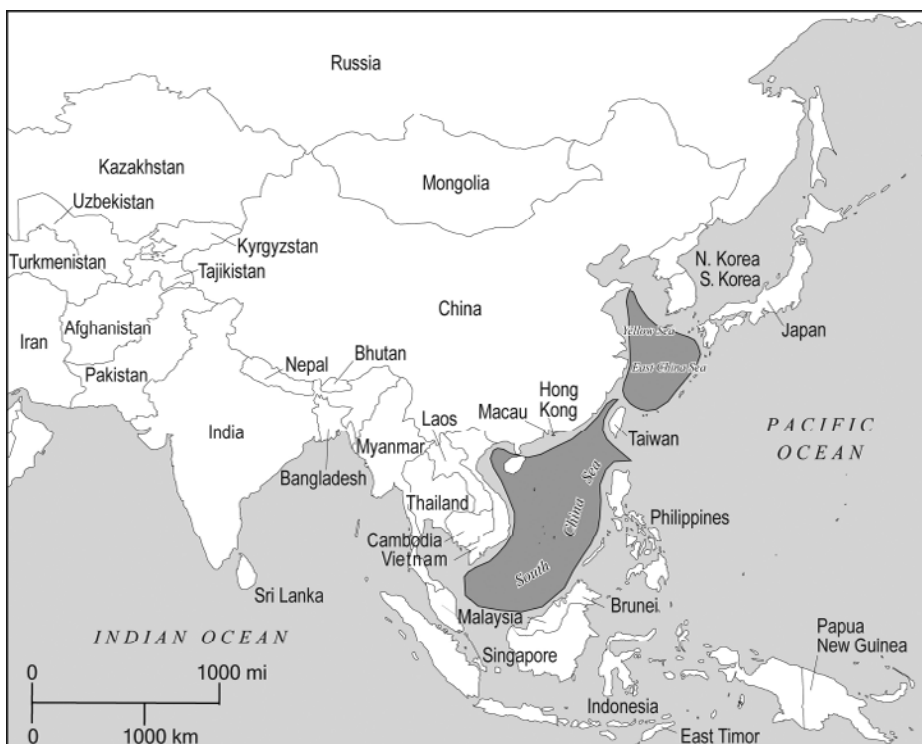 Russia
Kazakhstan
Mongolia
Uzbekistan
Kyrgyzstan
Turkmenistan
Tajikistan
N. Korea
S. Korea
China
Iran
Afghanistan
Yellow Sea
Japan
Pakistan
Nepal
Bhutan
East China Sea
Hong
Kong
Macau
Laos
India
Myanmar
Taiwan
PACIFIC
OCEAN
Bangladesh
Thailand
South China Sea
Philippines
Cambodia
Vietnam
Sri Lanka
Malaysia
Brunei
INDIAN OCEAN
Singapore
Papua
New Guinea
0 1000 mi
0 1000 km
Indonesia
East Timor